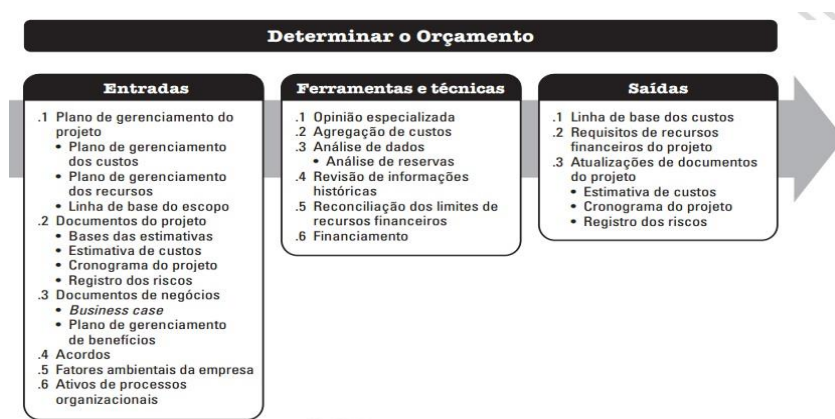 Determinar o Orçamento
Entradas
.1 Plano de gerenciamento do
projeto
• Plano de gerenciamento
dos custos
• Plano de gerenciamento
dos recursos
• Linha de base do escopo
.2 Documentos do projeto
• Bases das estimativas
• Estimativa de custos
• Cronograma do projeto
• Registro dos riscos
.3 Documentos de negócios
• Business case
• Plano de gerenciamento
de benefícios
.4 Acordos
.5 Fatores ambientais da empresa
.6 Ativos de processos
organizacionais
Ferramentas e técnicas
.1 Opinião especializada
.2 Agregação de custos
.3 Análise de dados
• Análise de reservas
.4 Revisão de informações
históricas
.5 Reconciliação dos limites de
recursos financeiros
.6 Financiamento
Saídas
.1 Linha de base dos custos
.2 Requisitos de recursos
financeiros do projeto
.3 Atualizações de documentos
do projeto
• Estimativa de custos
• Cronograma do projeto
• Registro dos riscos